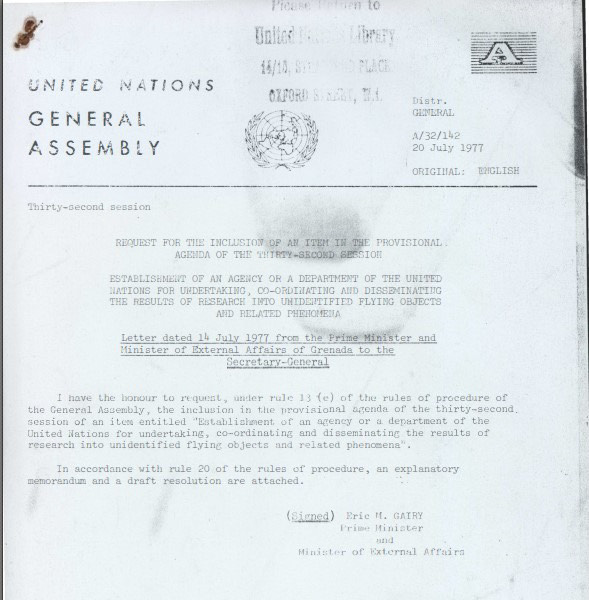 Please Return to
United Nations Library
14/15, PLACE
OXFORD STREET, W.1.
A
UNITED NATIONS
GENERAL
ASSEMBLY
Distr.
GENERAL
A/32/142
20 July 1977
ORIGINAL: ENGLISH
Thirty-second session
REQUEST FOR THE INCLUSION OF AN ITEM IN THE PROVISIONAL
AGENDA OF THE THIRTY-SECOND SESSION
ESTABLISHMENT OF AN AGENCY OR A DEPARTMENT OF THE UNITED
NATIONS FOR UNDERTAKING, CO-ORDINATING AND DISSEMINATING
THE RESULTS OF RESEARCH INTO UNIDENTIFIED FLYING OBJECTS
AND RELATED PHENOMENA
Letter dated 14 July 1977 from the Prime Minister and
Minister of External Affairs of Grenada to the
Secretary-General
I have the honour to request, under rule 13 (e) of the rules of procedure of
the General Assembly, the inclusion in the provisional agenda of the thirty-second
session of an item entitled "Establishment of an agency or a department of the
United Nations for undertaking, co-ordinating and disseminating the results of
research into unidentified flying objects and related phenomena".
In accordance with rule 20 of the rules of procedure, an explanatory
memorandum and a draft resolution are attached.
(Signed) Eric M. GAIRY
Prime Minister
and
Minister of External Affairs